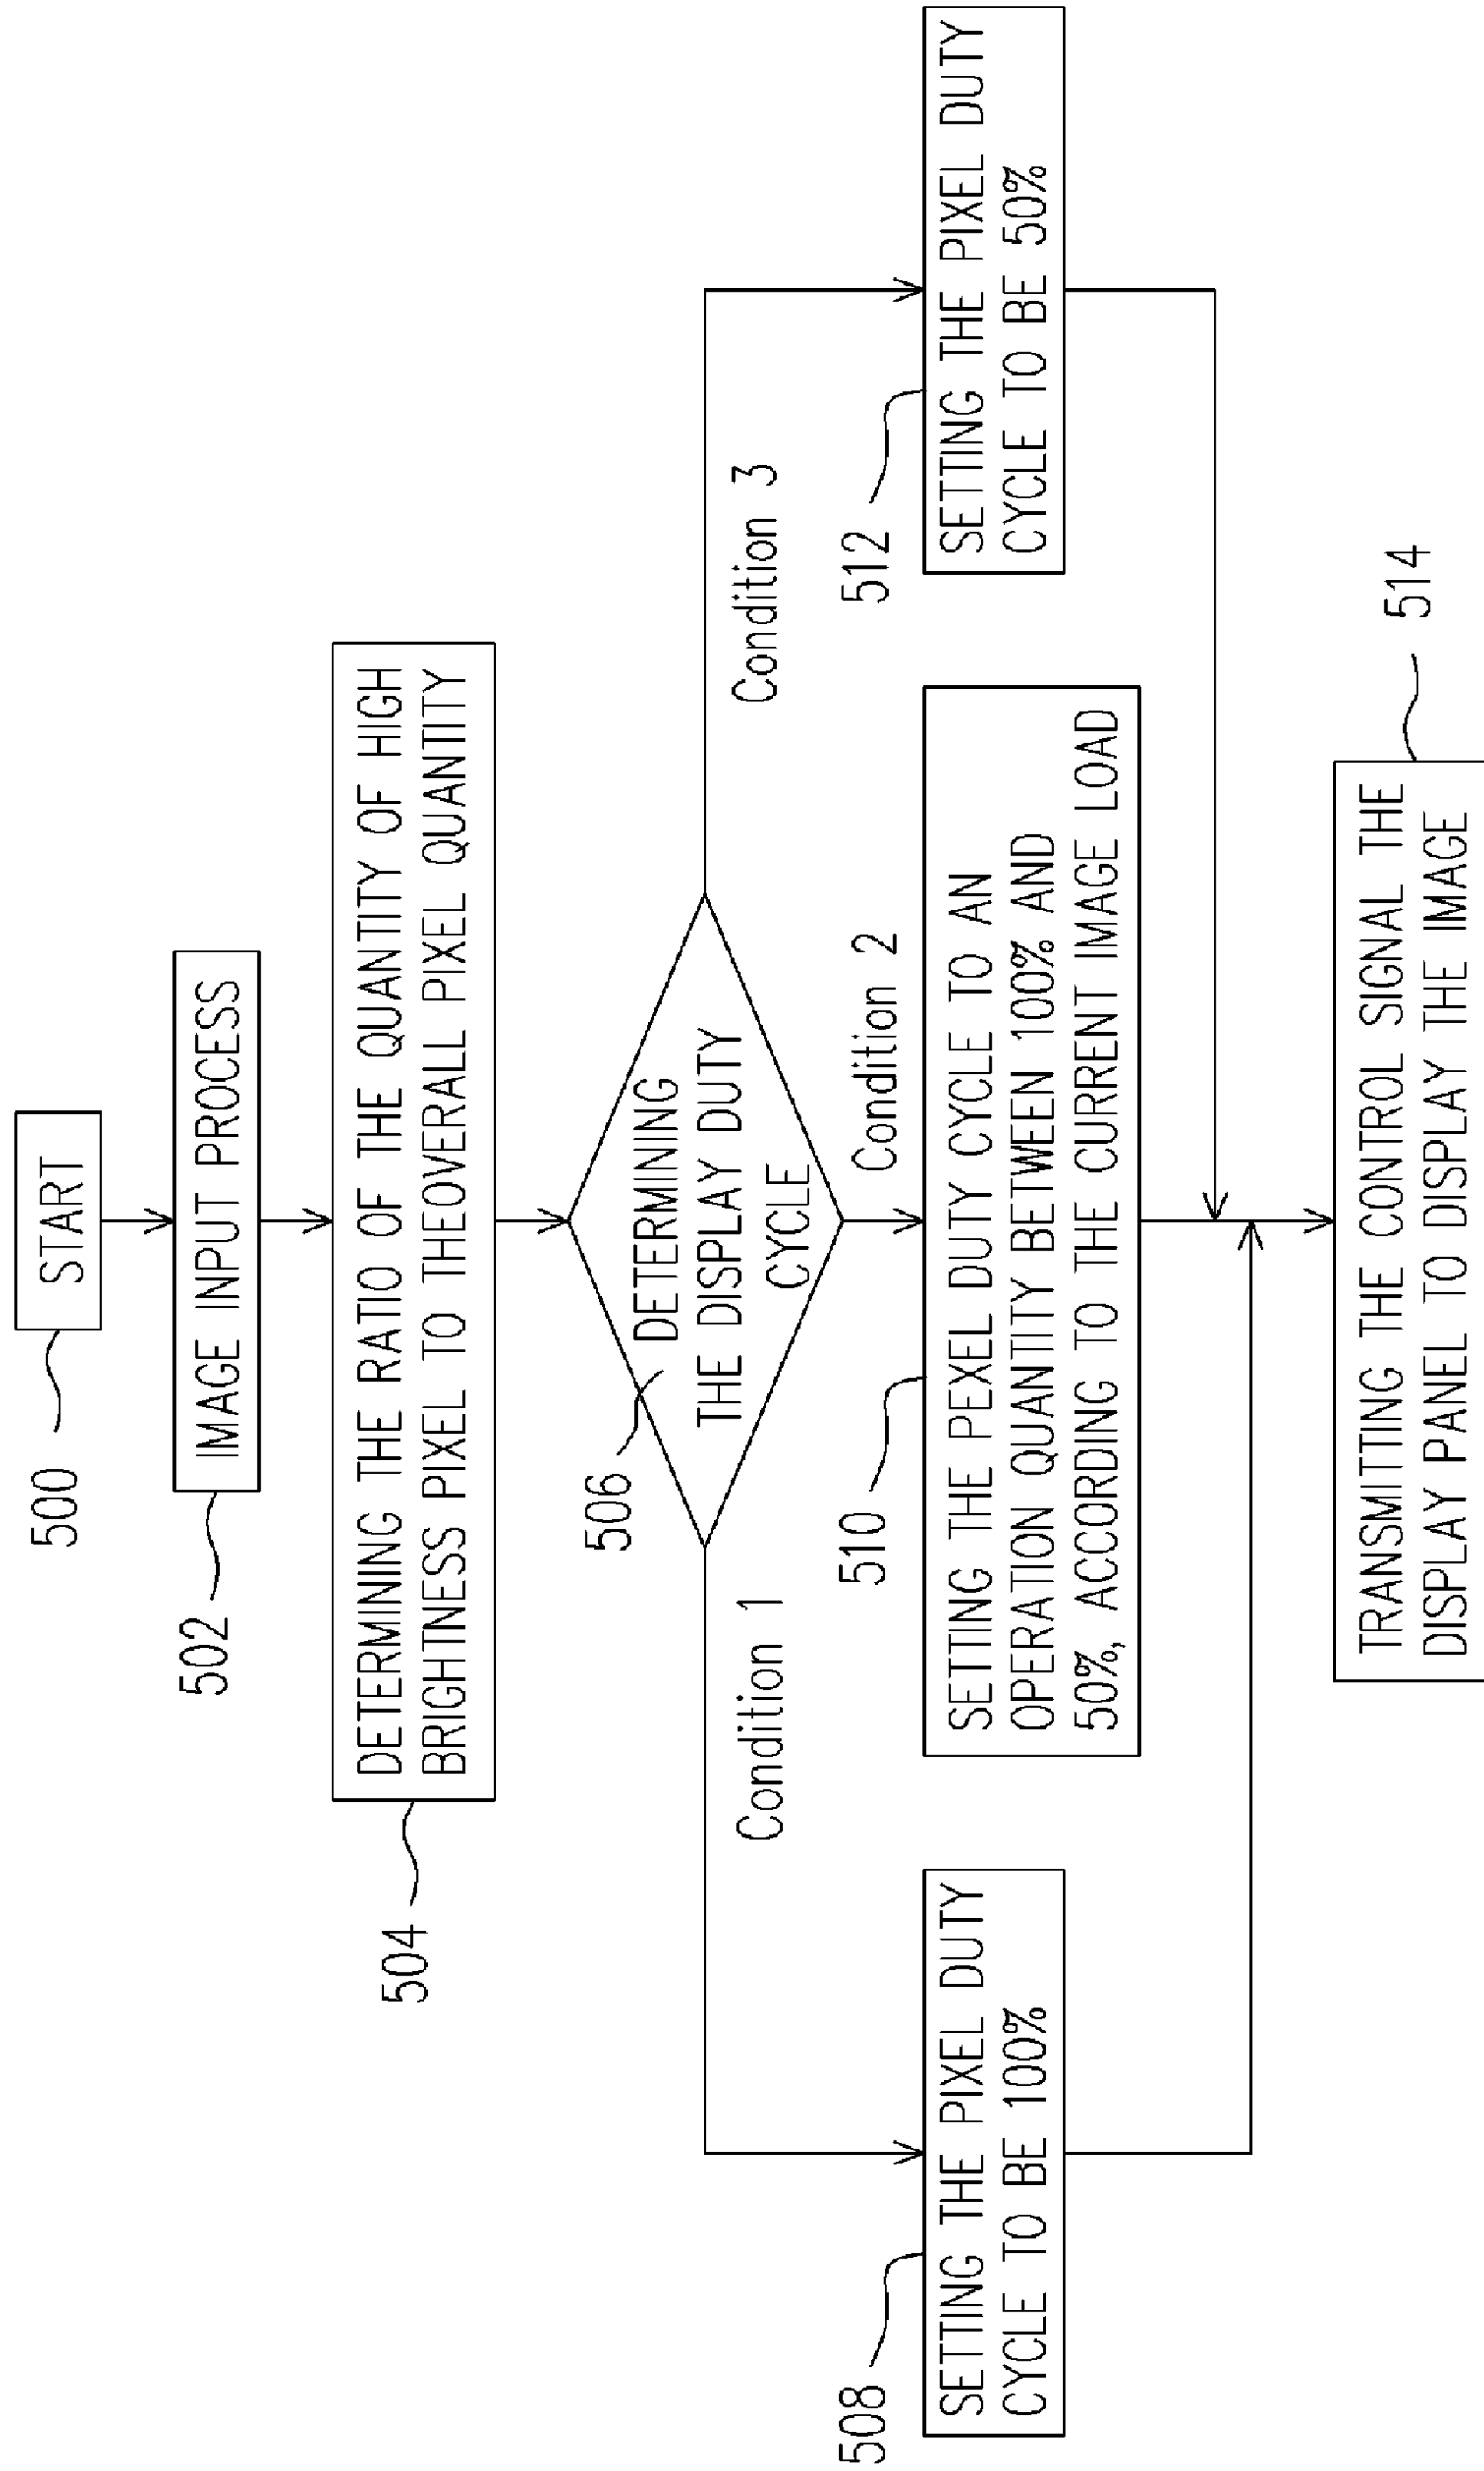 500
START
502
IMAGE INPUT PROCESS
504
DETERMINING THE RATIO OF THE QUANTITY OF HIGH
BRIGHTNESS PIXEL TO THEOVERALL PIXEL QUANTITY
506
DETERMINING
THE DISPLAY DUTY
CYCLE
Condition 1
Condition 2
Condition 3
508
SETTING THE PIXEL DUTY
CYCLE TO BE 100%
510
SETTING THE PEXEL DUTY CYCLE TO AN
OPERATION QUANTITY BETWEEN 100% AND
50%, ACCORDING TO THE CURRENT IMAGE LOAD
512
SETTING THE PIXEL DUTY
CYCLE TO BE 50%
514
TRANSMITTING THE CONTROL SIGNAL THE
DISPLAY PANEL TO DISPLAY THE IMAGE